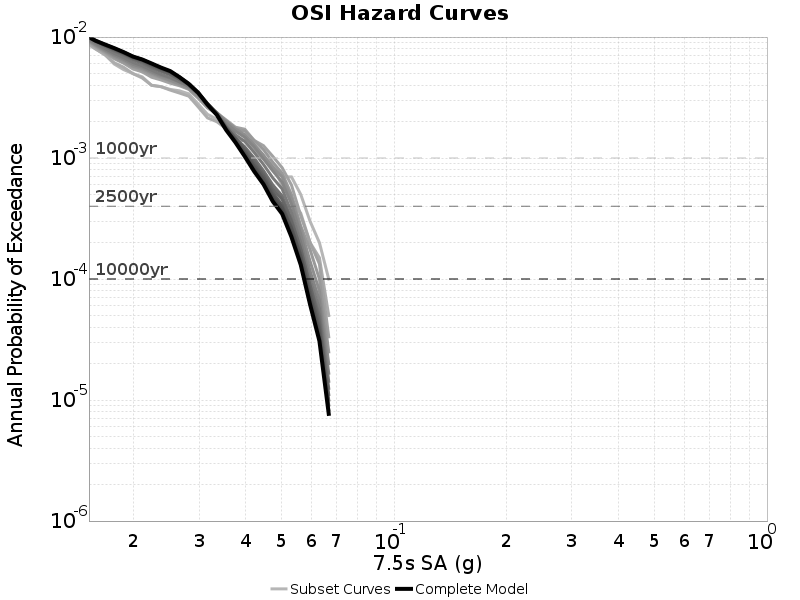 OSI Hazard Curves
Annual Probability of Exceedance
10-2
10-3
10-4
10-5
10-6
1000yr
2500yr
10000yr
2 3 4 5 6 7 10-1 2 3 4 5 6 7 100
7.5s SA (g)
Subset Curves Complete Model